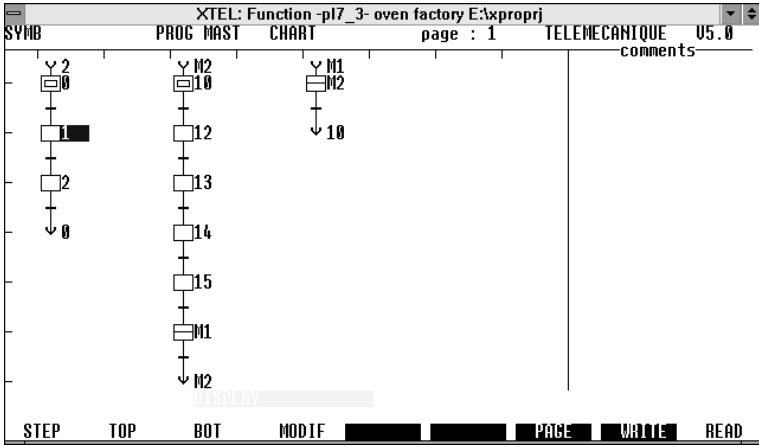 XTEL: Function -pl7_3- oven factory E:\xproprj
SYMB PROG MAST CHART page : 1 TELEMECANIQUE V5.0
comments
2 M2 M1
0 10 M2
1 12 10
2 13
0 14
15
M1
M2
DISPLAY
STEP TOP BOT MODIF PAGE WRITE READ